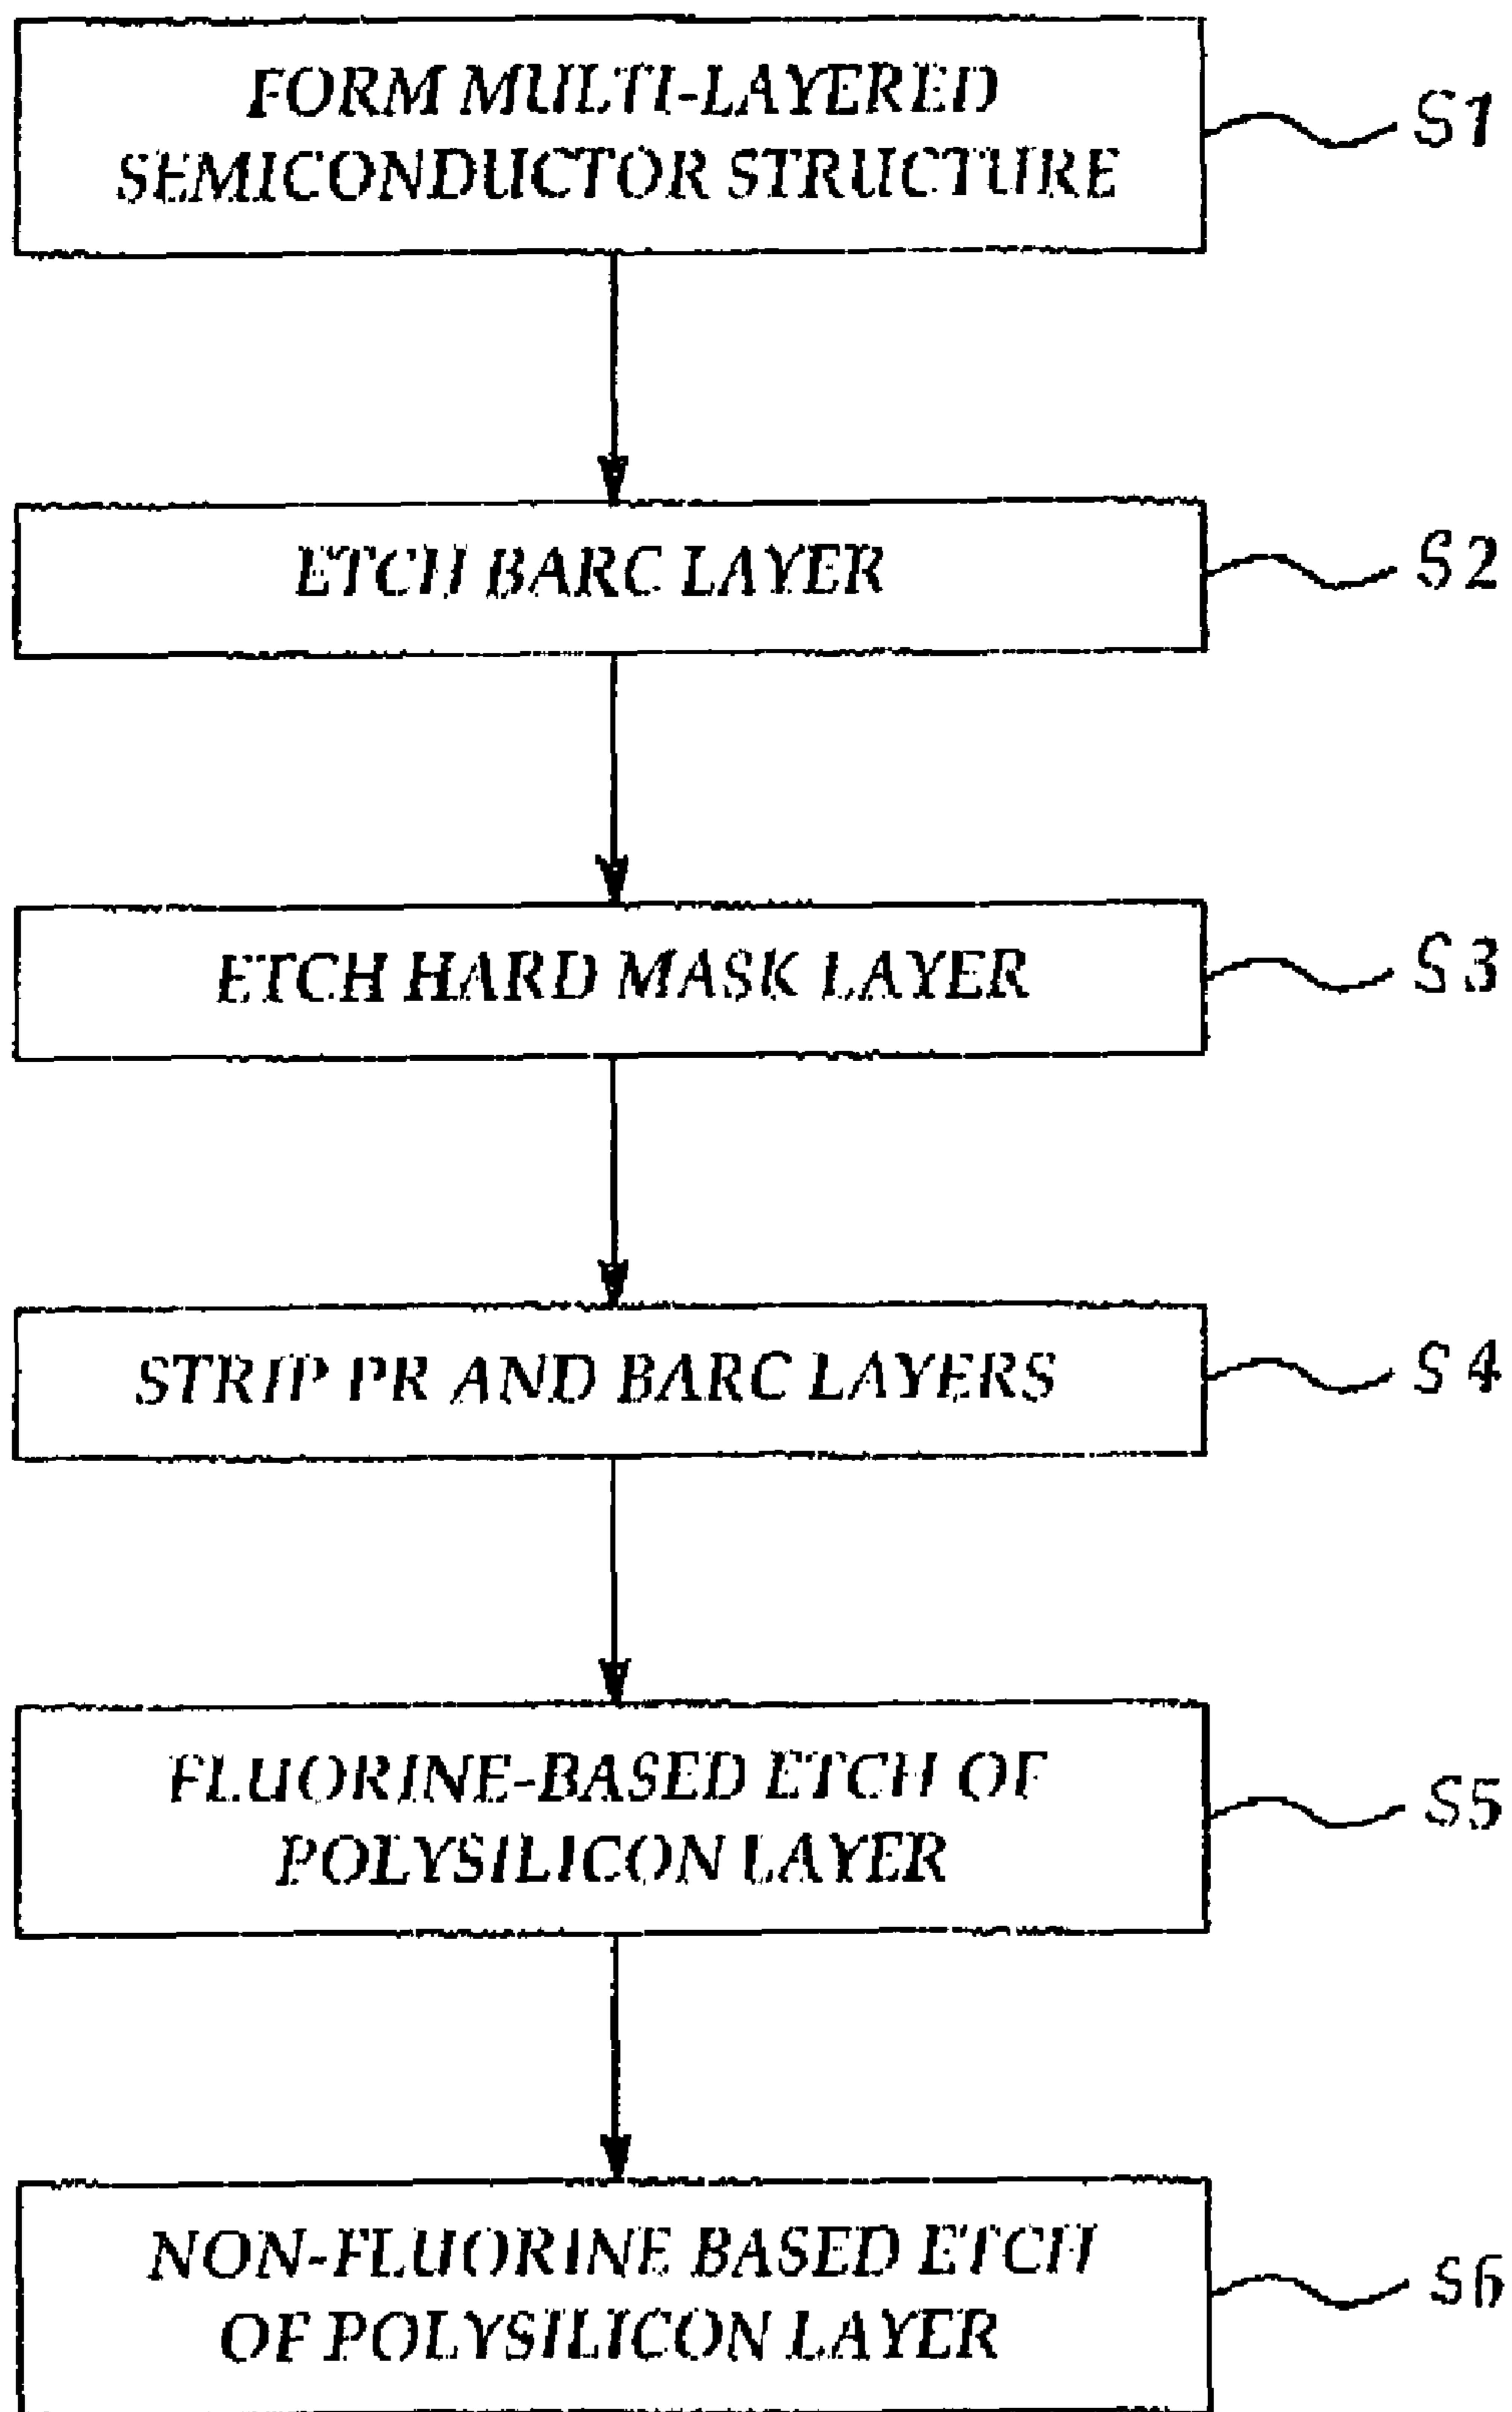 FORM MULTI-LAYERED
SEMICONDUCTOR STRUCTURE
S1
ETCH BARC LAYER
S2
ETCH HARD MASK LAYER
S3
STRIP PR AND BARC LAYERS
S4
FLUORINE-BASED ETCH OF
POLYSILICON LAYER
S5
NON-FLUORINE BASED ETCH
OF POLYSILICON LAYER
S6